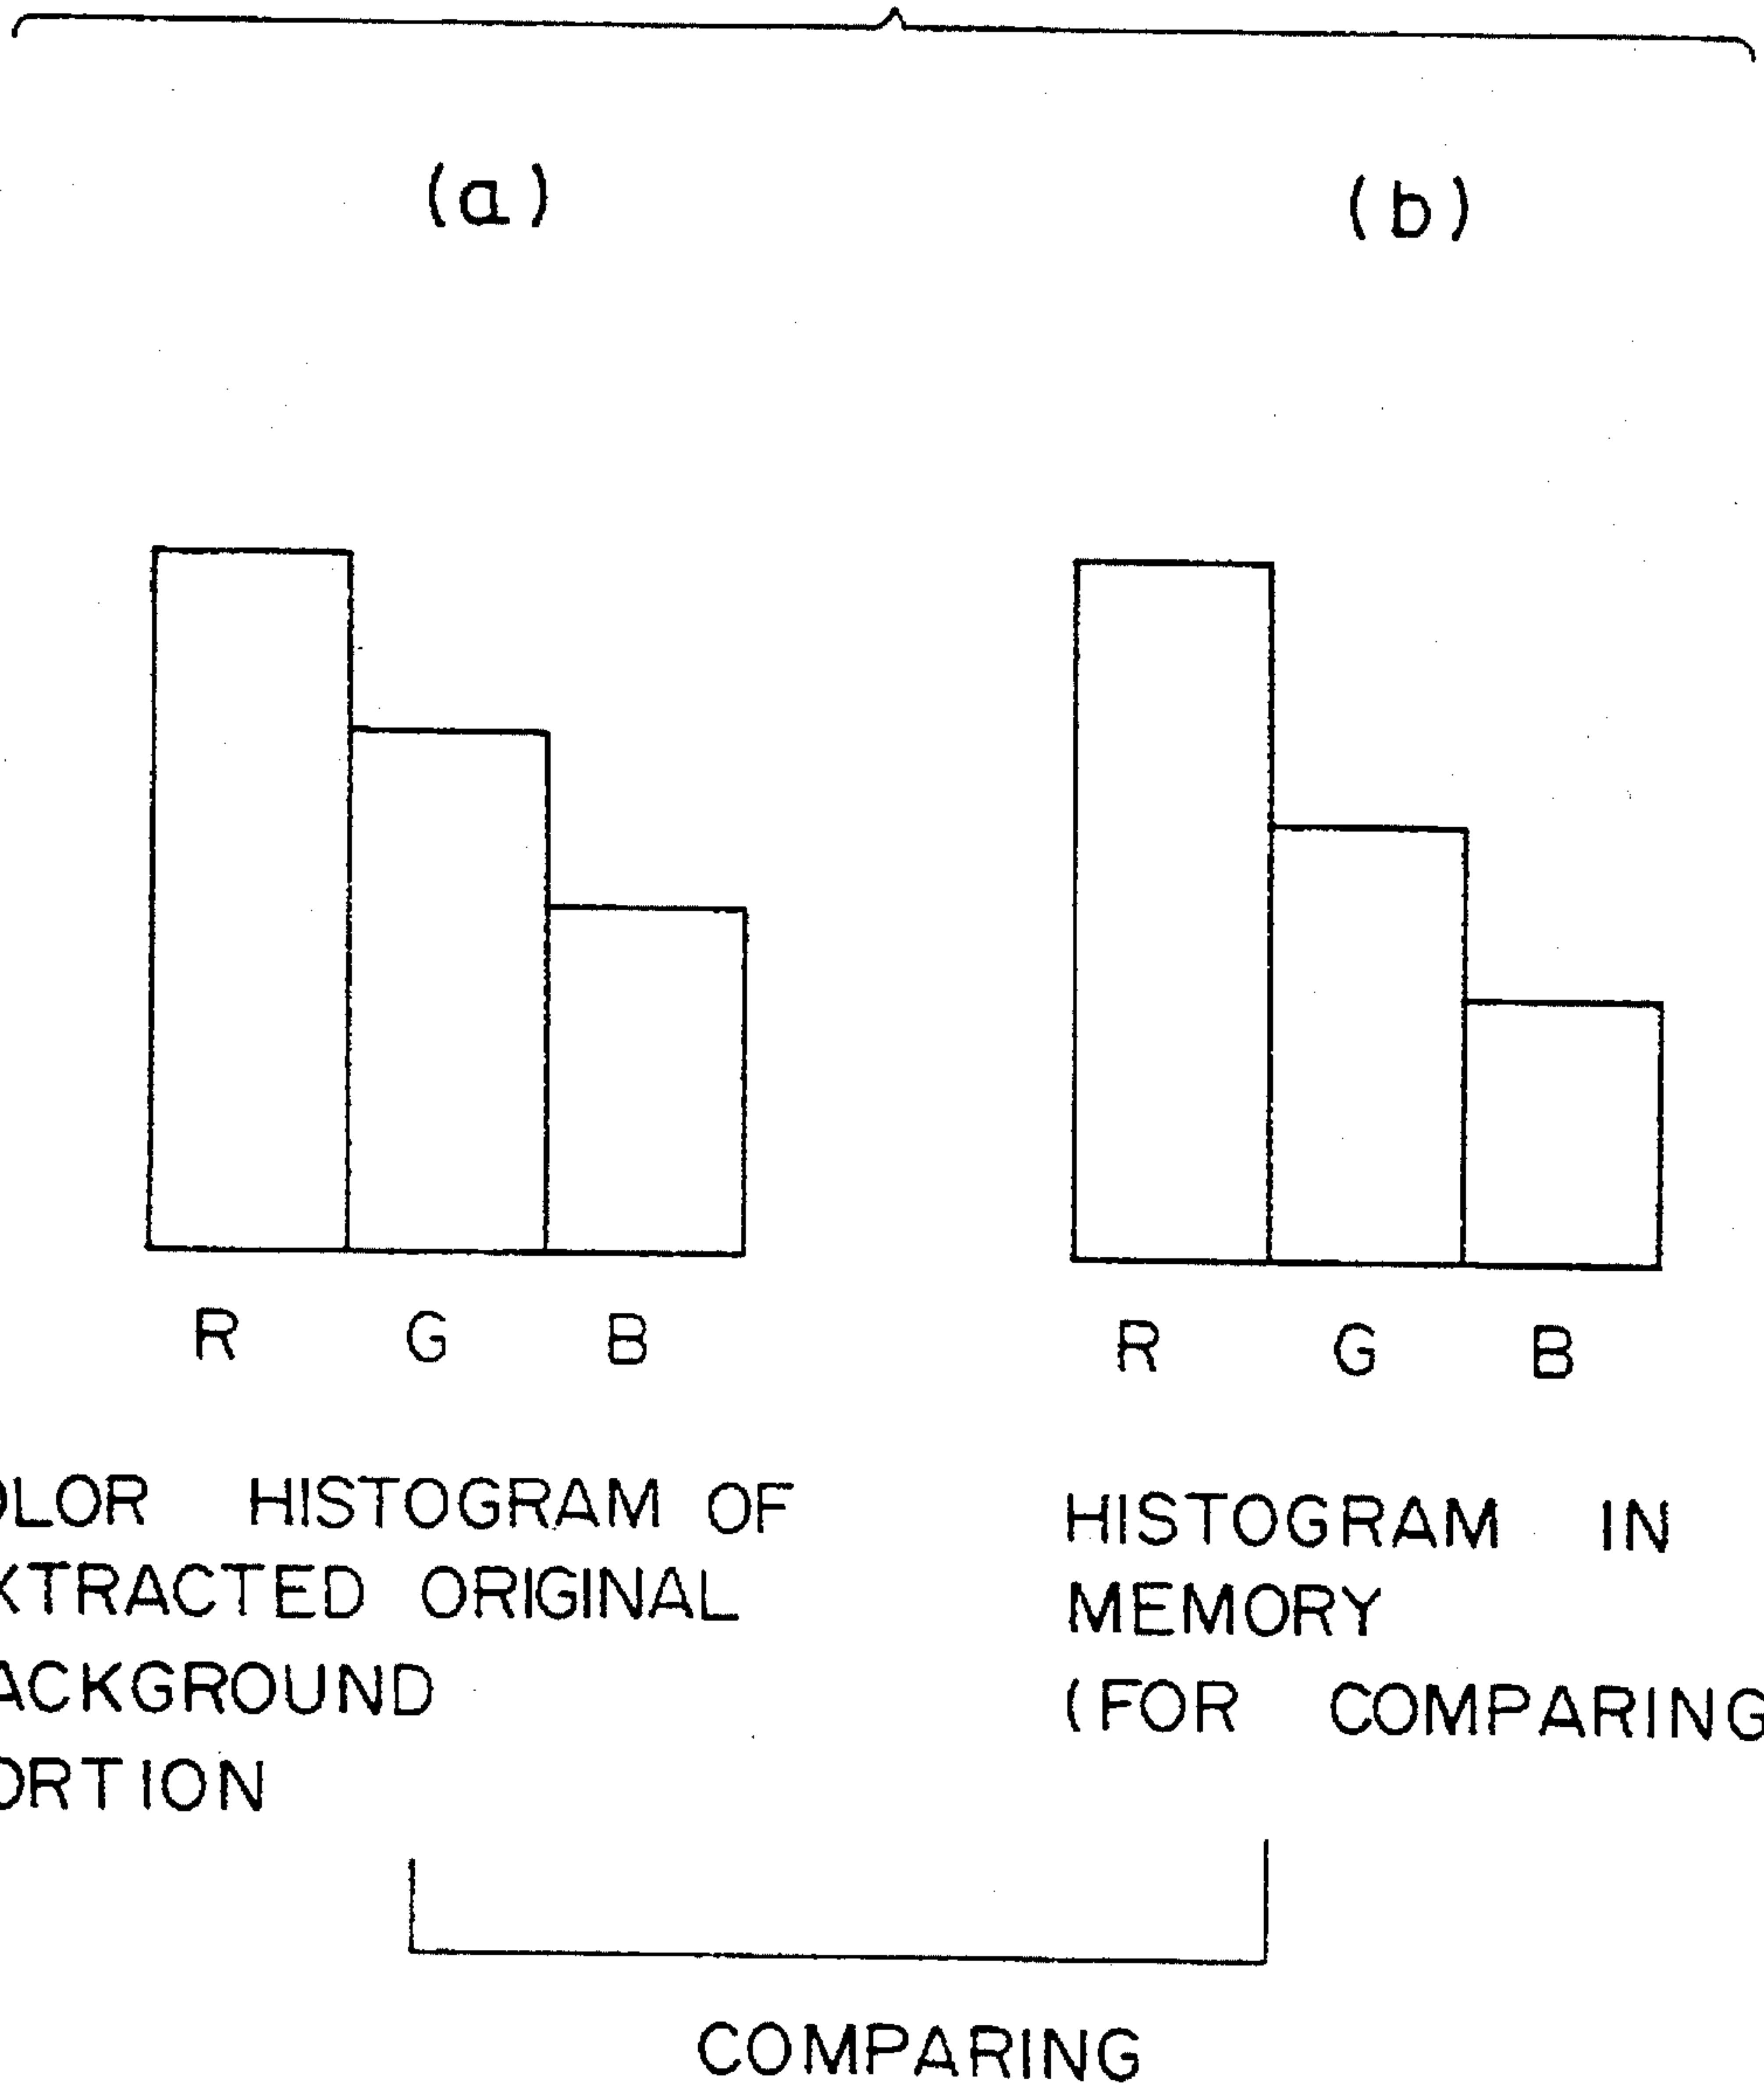 (a) (b)
R G B R G B
OLOR HISTOGRAM OF
XTRACTED ORIGINAL
ACKGROUND
ORTION
HISTOGRAM IN
MEMORY
(FOR COMPARING
COMPARING